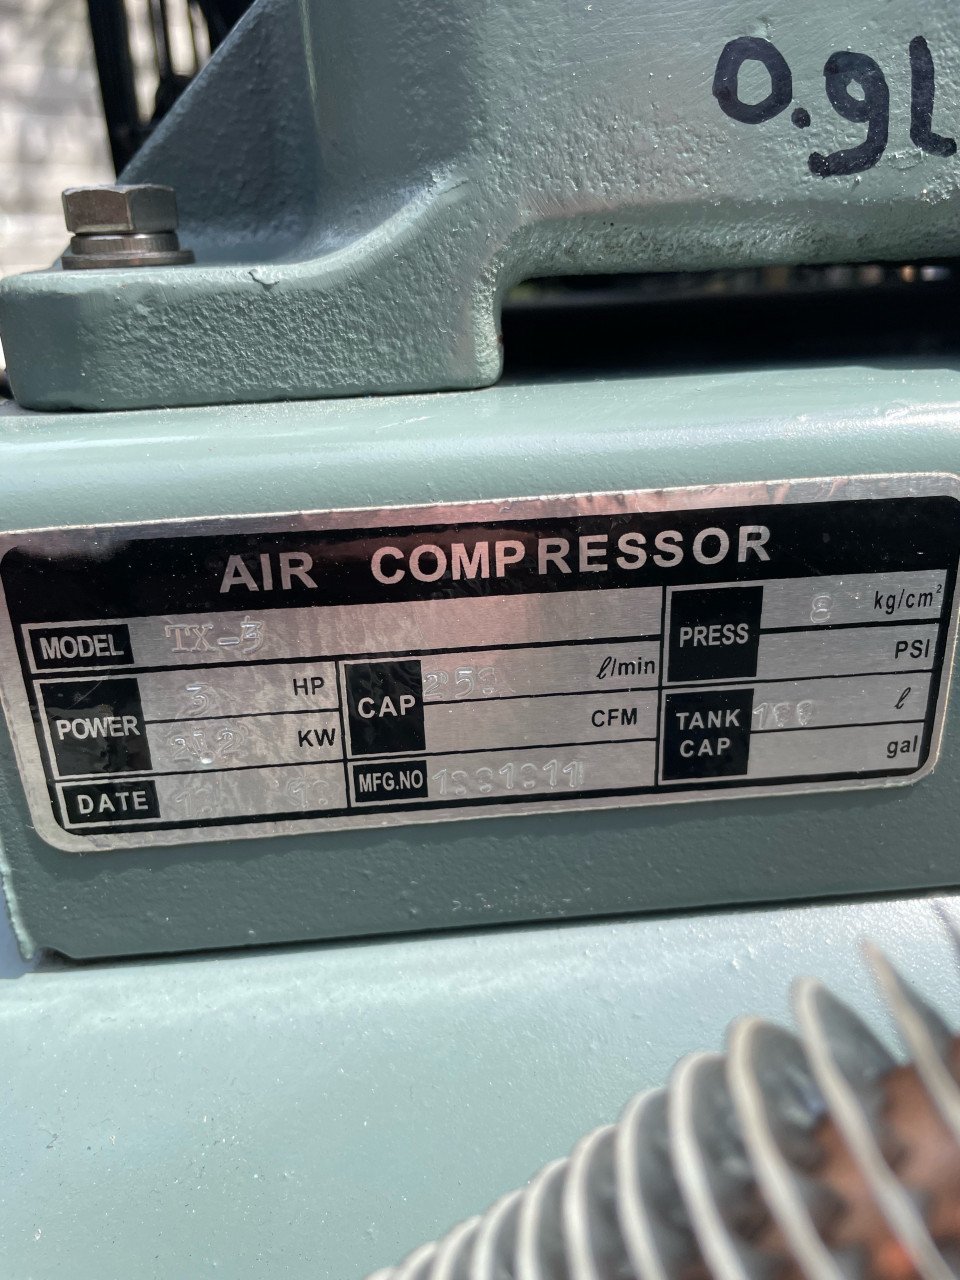 0.9L
AIR COMPRESSOR
MODEL TX-3
POWER 3 HP
2.2 KW
DATE
CAP ℓ/min
CFM
MFG.NO
PRESS 8 kg/cm²
PSI
TANK CAP ℓ
gal